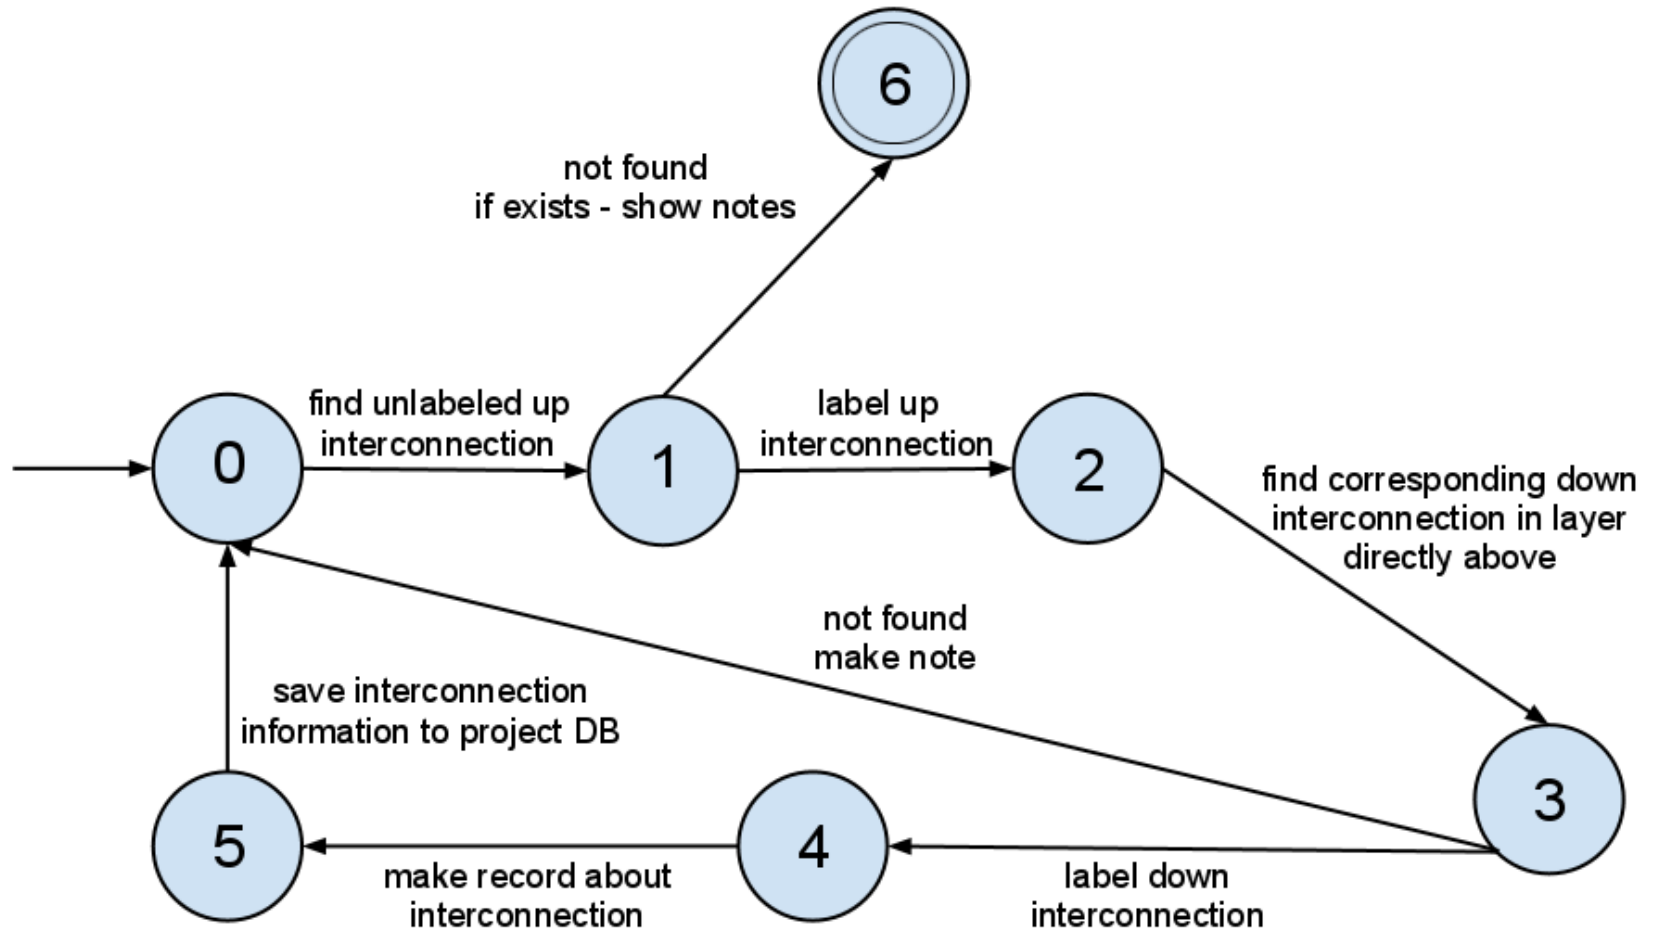 6
not found
if exists - show notes
0
find unlabeled up
interconnection
1
label up
interconnection
2
find corresponding down
interconnection in layer
directly above
not found
make note
3
save interconnection
information to project DB
5
make record about
interconnection
4
label down
interconnection